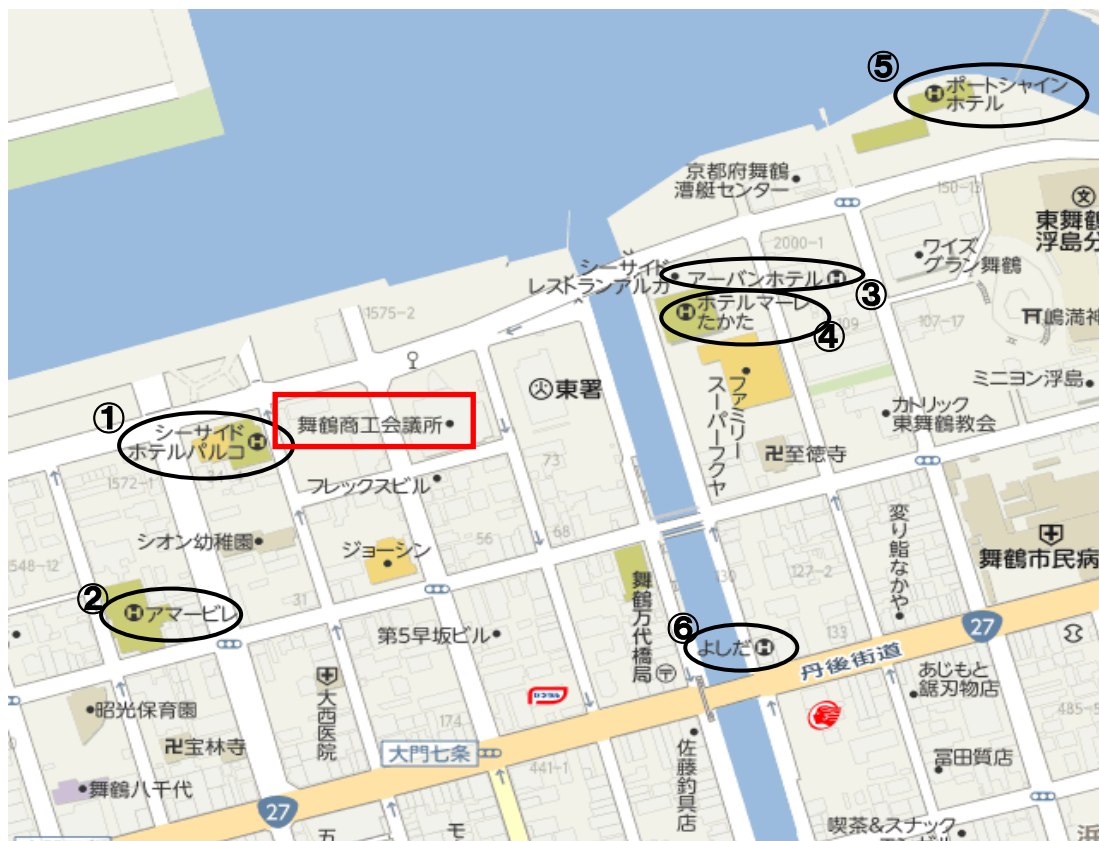 ⑤
ポートシャイン
ホテル
京都府舞鶴
漕艇センター
150-13
東舞鶴
浮島分
2000-1
ワイズ
グラン舞鶴
シーサイド
レストランアルカ
アーバンホテル
③
ホテルマーレ
たかた
④
109
107-17
嶋満神
1575-2
ミニヨン浮島
東署
ファミリー
スーパーフクヤ
カトリック
東舞鶴教会
①
シーサイド
ホテルパルコ
舞鶴商工会議所
卍至徳寺
1572-1
フレックスビル
73
シオン幼稚園
ジョーシン
56
68
変り鮨なかや
舞鶴市民病
548-12
②
アマービレ
31
130
127-2
舞鶴万代橋局
第5早坂ビル
⑥
よしだ
133
27
丹後街道
大西医院
昭光保育園
174
あじもと
鋸刃物店
485-5
卍宝林寺
大門七条
441-1
佐藤釣具店
冨田質店
舞鶴八千代
27
五
モ
喫茶&スナック
浜